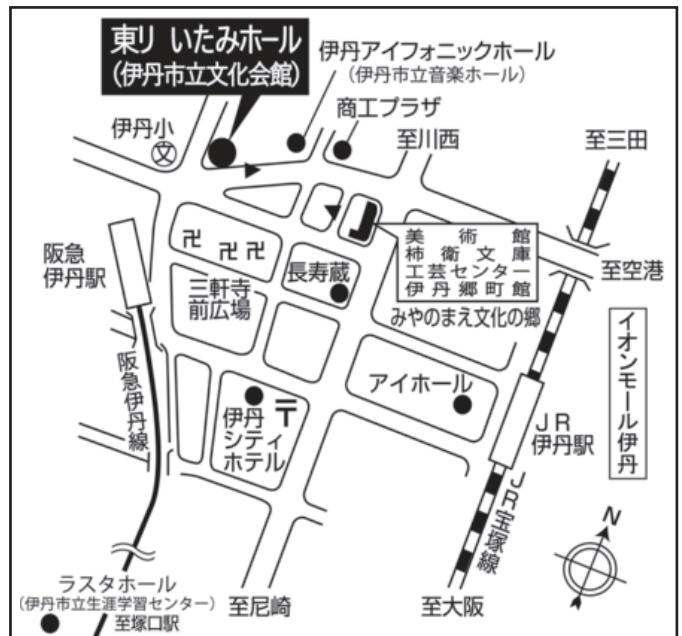 東リ いたみホール
（伊丹市立文化会館）
伊丹アイフォニックホール
（伊丹市立音楽ホール）
商工プラザ
伊丹小
文
至川西
至三田
阪急
伊丹駅
卍 卍 卍
三軒寺
前広場
長寿蔵
美術館
柿衛文庫
工芸センター
伊丹郷町館
みやのまえ文化の郷
至空港
イオンモール伊丹
アイホール
JR
伊丹駅
阪急伊丹線
伊丹
シティ
ホテル
〒
JR宝塚線
N
ラスタホール
（伊丹市立生涯学習センター）
至塚口駅
至尼崎
至大阪